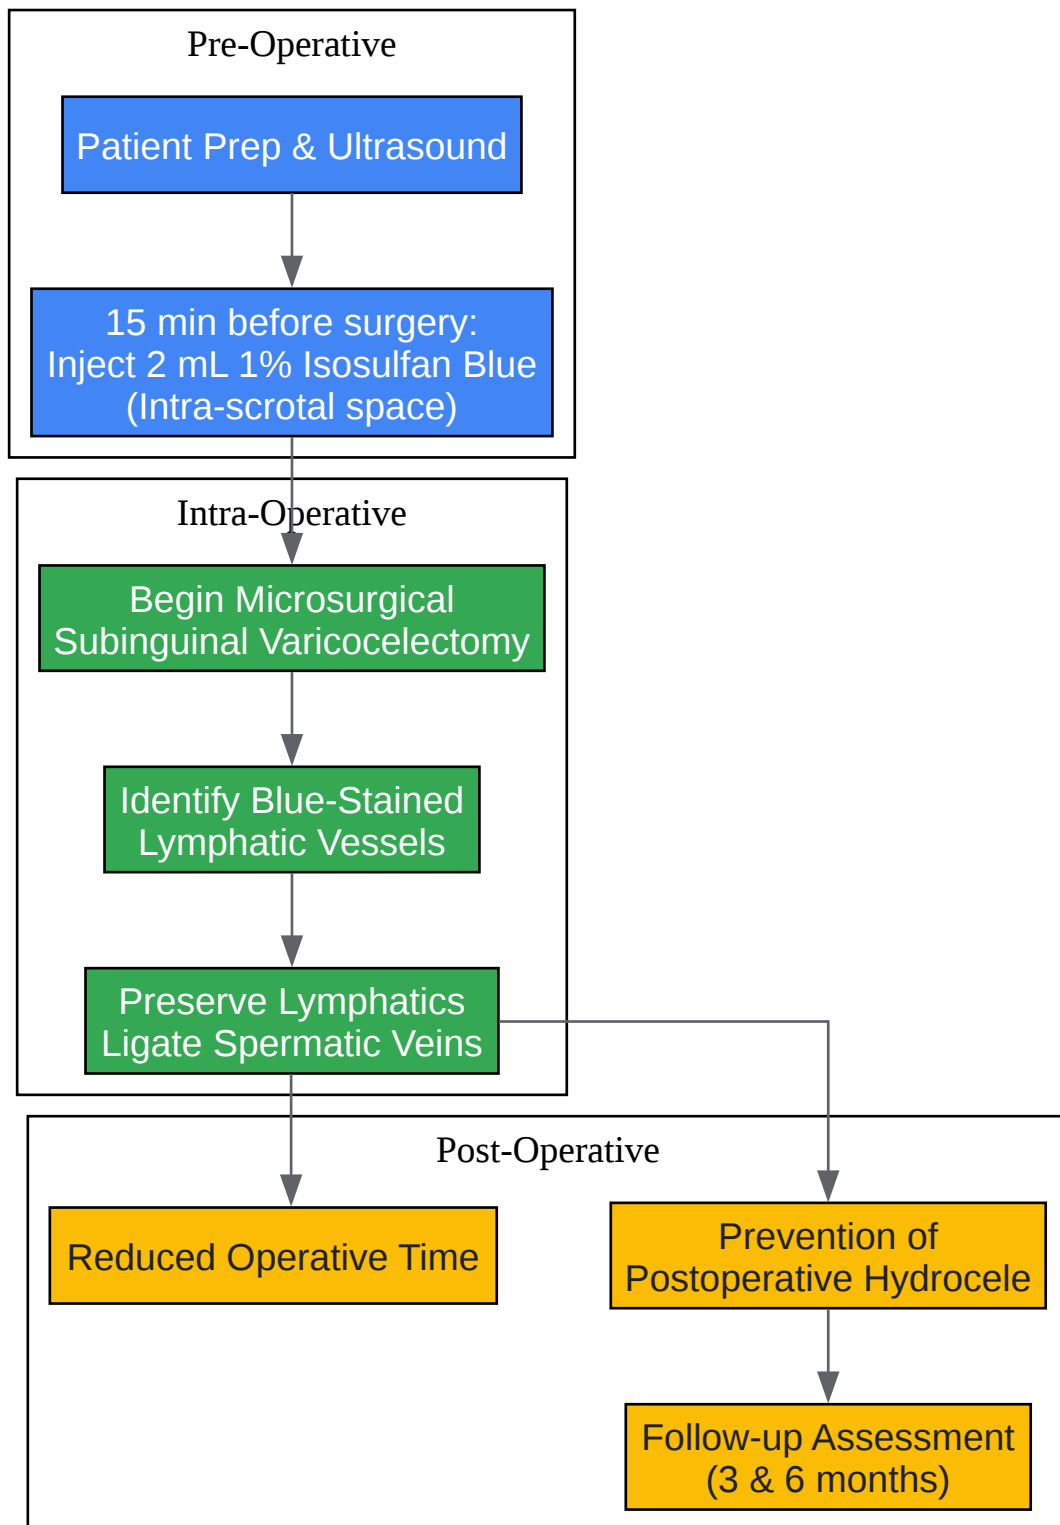 Pre-Operative
Patient Prep & Ultrasound
15 min before surgery:
Inject 2 mL 1% Isosulfan Blue
(Intra-scrotal space)
Intra-Operative
Begin Microsurgical
Subinguinal Varicocelectomy
Identify Blue-Stained
Lymphatic Vessels
Preserve Lymphatics
Ligate Spermatic Veins
Post-Operative
Reduced Operative Time
Prevention of
Postoperative Hydrocele
Follow-up Assessment
(3 & 6 months)